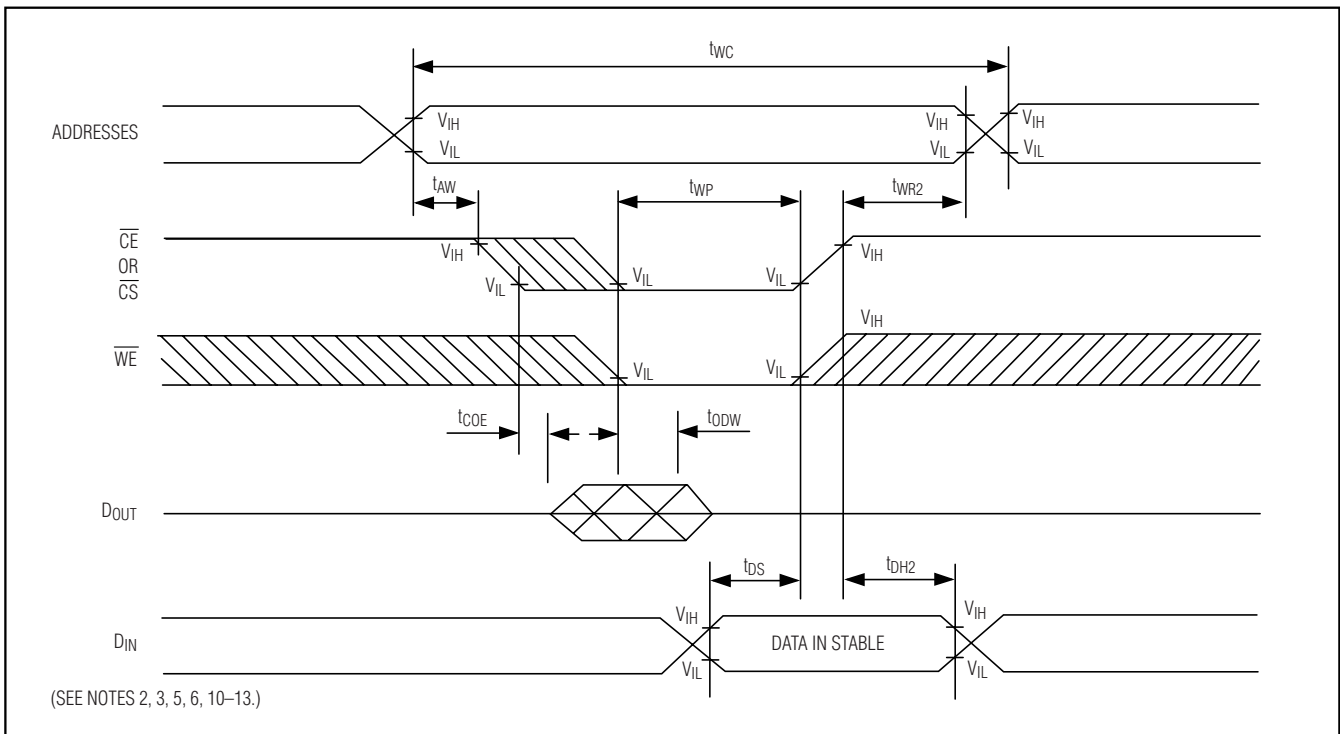 tWC
ADDRESSES
VIH
VIL
VIH
VIL
VIH
VIL
tAW
tWP
tWR2
CE
OR
CS
VIH
VIL
VIL
VIL
VIH
WE
VIL
VIL
VIH
tCOE
tODW
DOUT
tDS
tDH2
DIN
VIH
VIL
DATA IN STABLE
VIH
VIL
(SEE NOTES 2, 3, 5, 6, 10–13.)